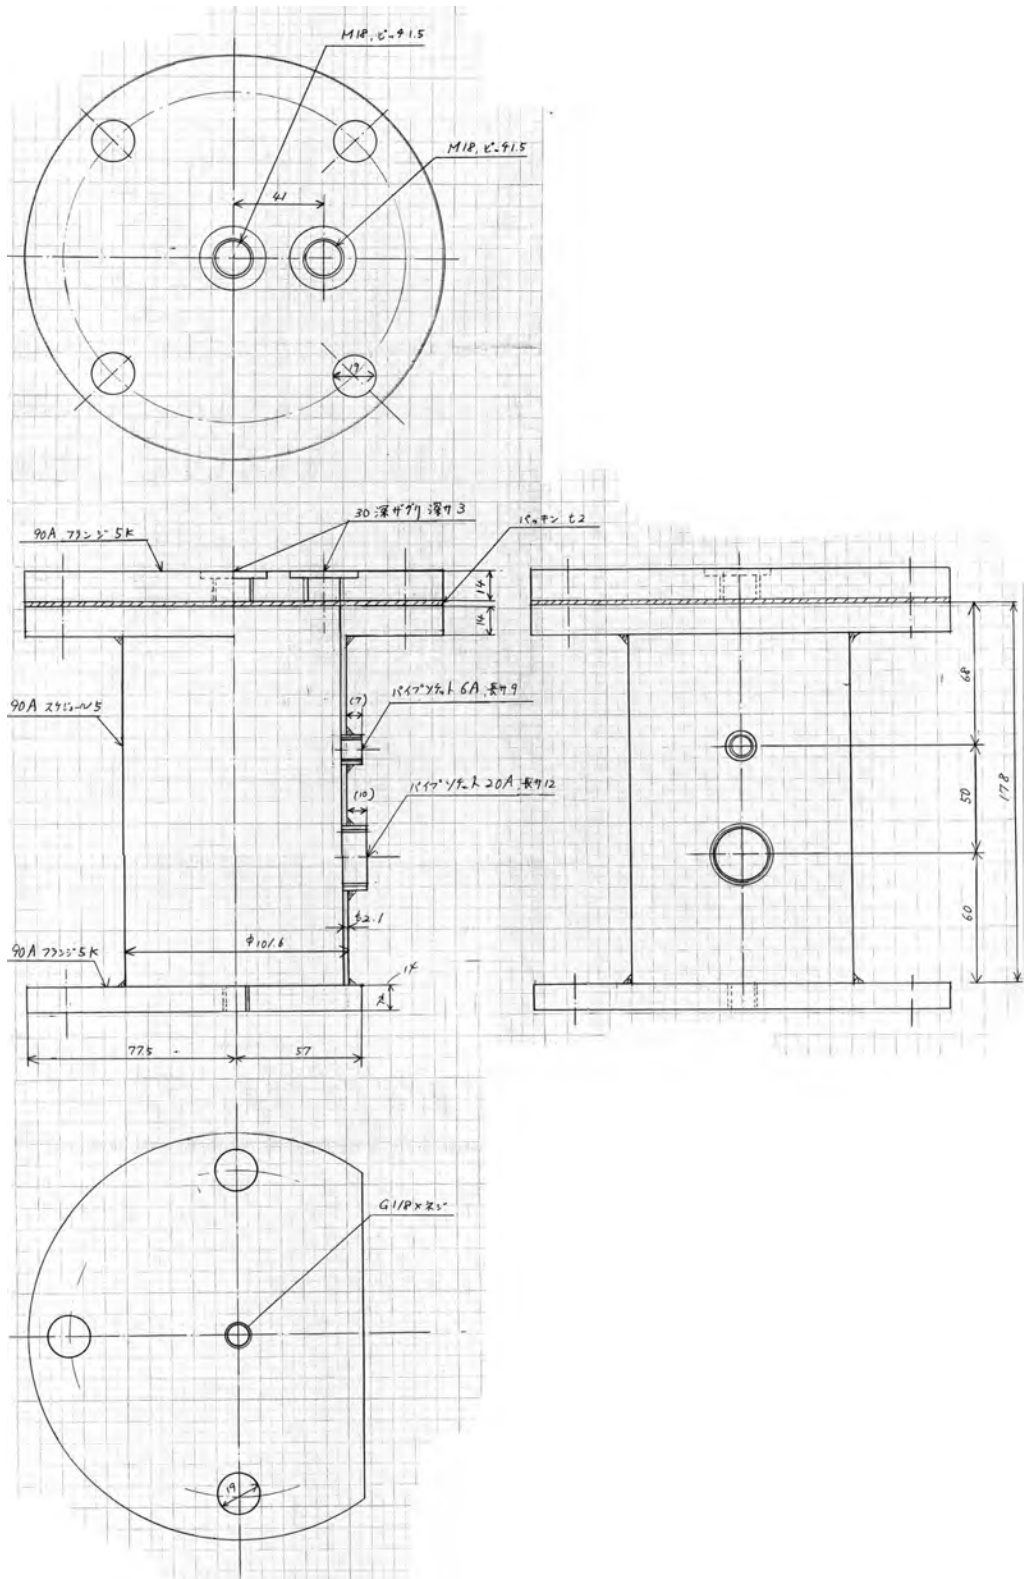 M18, ピッチ1.5
M18, ピッチ1.5
41
19
30 深ザグリ 深サ3
パッキン t2
90A フランジ 5K
14
14
パイプソケット 6A 長サ9
(7)
90A スケジュール5
68
パイプソケット 20A 長サ12
(10)
50
178
t2.1
60
φ101.6
90A フランジ5K
14
77.5
57
G1/8×ネジ
19